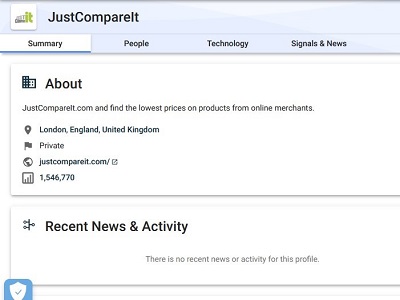 JustCompareIt
Summary
People
Technology
Signals & News
About
JustCompareIt.com and find the lowest prices on products from online merchants.
London, England, United Kingdom
Private
justcompareit.com/
1,546,770
Recent News & Activity
There is no recent news or activity for this profile.